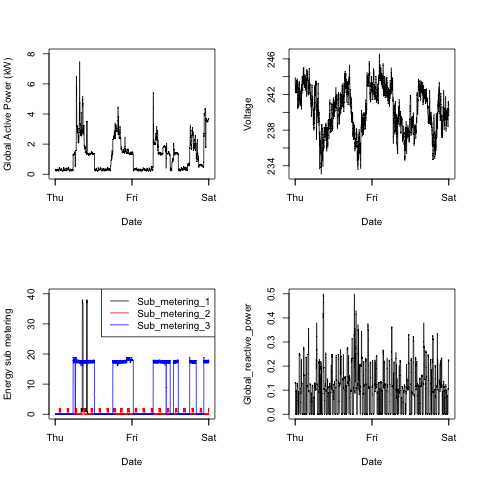 Global Active Power (kW)
8
6
4
2
0
Thu
Fri
Sat
Date
Voltage
246
242
238
234
Thu
Fri
Sat
Date
Energy sub metering
40
30
20
10
0
Sub_metering_1
Sub_metering_2
Sub_metering_3
Thu
Fri
Sat
Date
Global_reactive_power
0.5
0.4
0.3
0.2
0.1
0.0
Thu
Fri
Sat
Date